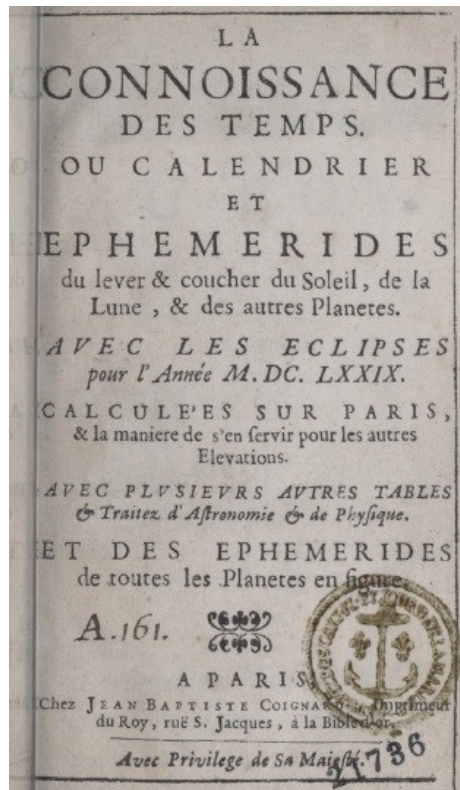 LA
CONNOISSANCE
DES TEMPS.
OU CALENDRIER
ET
EPHEMERIDES
du lever & coucher du Soleil, de la
Lune, & des autres Planetes.
AVEC LES ECLIPSES
pour l'Année M. DC. LXXIX.
CALCULE'ES SUR PARIS,
& la maniere de s'en ſervir pour les autres
Elevations.
AVEC PLVSIEVRS AVTRES TABLES
& Traitez d'Aſtronomie & de Phyſique.
ET DES EPHEMERIDES
de toutes les Planetes en figure.
A.161.
A PARIS
Chez JEAN BAPTISTE COIGNARD Imprimeur
du Roy, ruë S. Jacques, à la Bible d'or.
Avec Privilege de Sa Majeſté.
21736